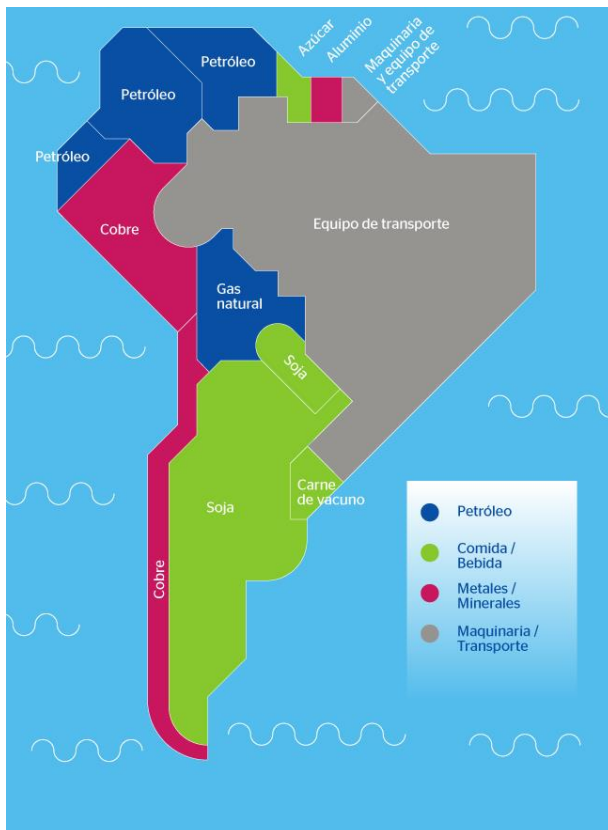 Azúcar
Aluminio
Maquinaria
y equipo de
transporte
Petróleo
Petróleo
Petróleo
Cobre
Equipo de transporte
Gas
natural
Soja
Carne
de vacuno
Soja
Cobre
Petróleo
Comida /
Bebida
Metales /
Minerales
Maquinaria /
Transporte